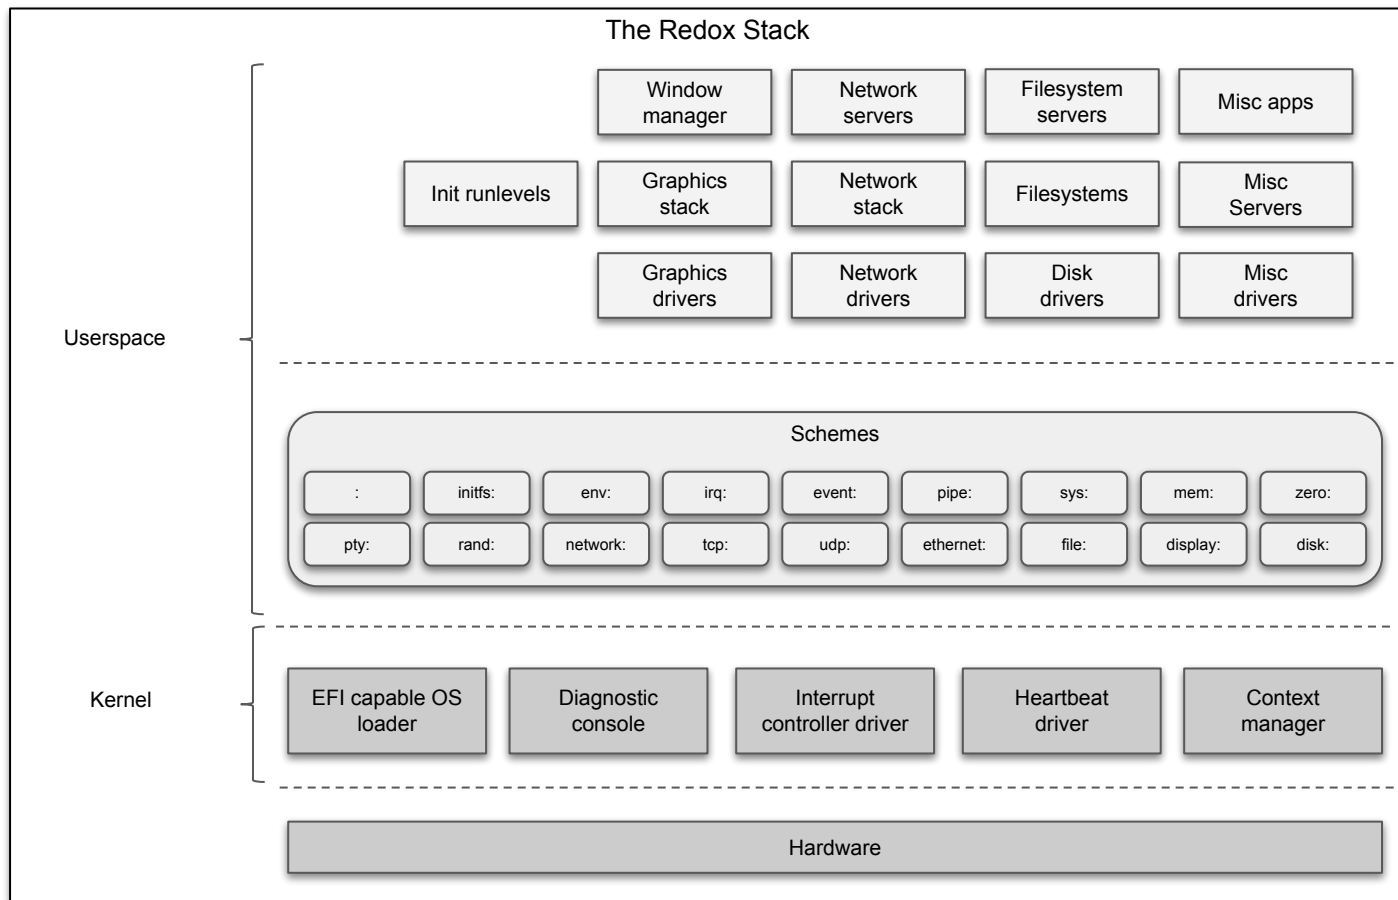 The Redox Stack
Window
manager
Network
servers
Filesystem
servers
Misc apps
Init runlevels
Graphics
stack
Network
stack
Filesystems
Misc
Servers
Graphics
drivers
Network
drivers
Disk
drivers
Misc
drivers
Userspace
Schemes
:
initfs:
env:
irq:
event:
pipe:
sys:
mem:
zero:
pty:
rand:
network:
tcp:
udp:
ethernet:
file:
display:
disk:
Kernel
EFI capable OS
loader
Diagnostic
console
Interrupt
controller driver
Heartbeat
driver
Context
manager
Hardware